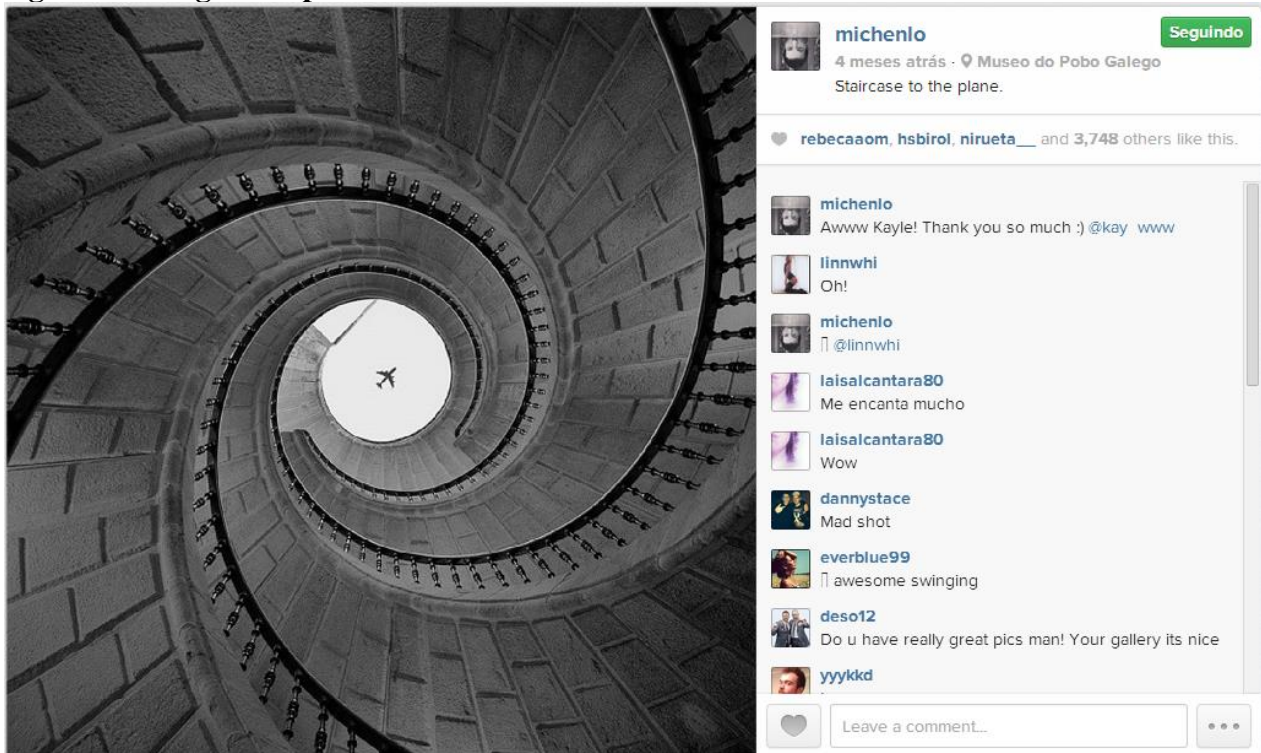 michenlo
Seguindo
4 meses atrás · Museo do Pobo Galego
Staircase to the plane.
rebecaaom, hsbirol, nirueta__ and 3,748 others like this.
michenlo
Awww Kayle! Thank you so much :) @kay www
linnwhi
Oh!
michenlo
@linnwhi
laisalcantara80
Me encanta mucho
laisalcantara80
Wow
dannystace
Mad shot
everblue99
awesome swinging
deso12
Do u have really great pics man! Your gallery its nice
yyykkd
Leave a comment...